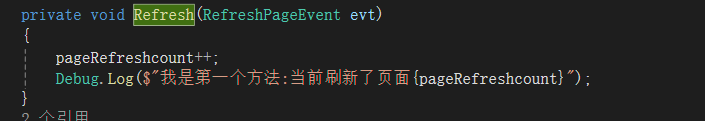 private void Refresh(RefreshPageEvent evt)
{
pageRefreshcount++;
Debug.Log($"我是第一个方法:当前刷新了页面{pageRefreshcount}");
}
2 个引用